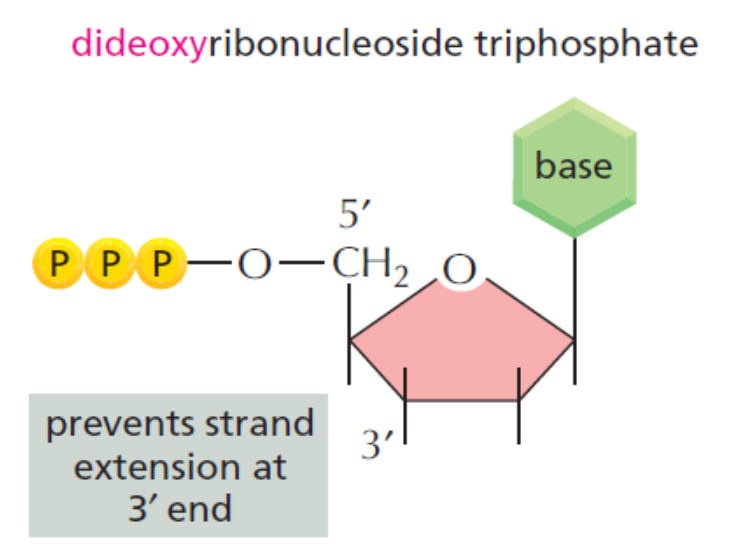 dideoxyribonucleoside triphosphate
base
5′
P P P — O — CH₂ O
3′
prevents strand
extension at
3′ end